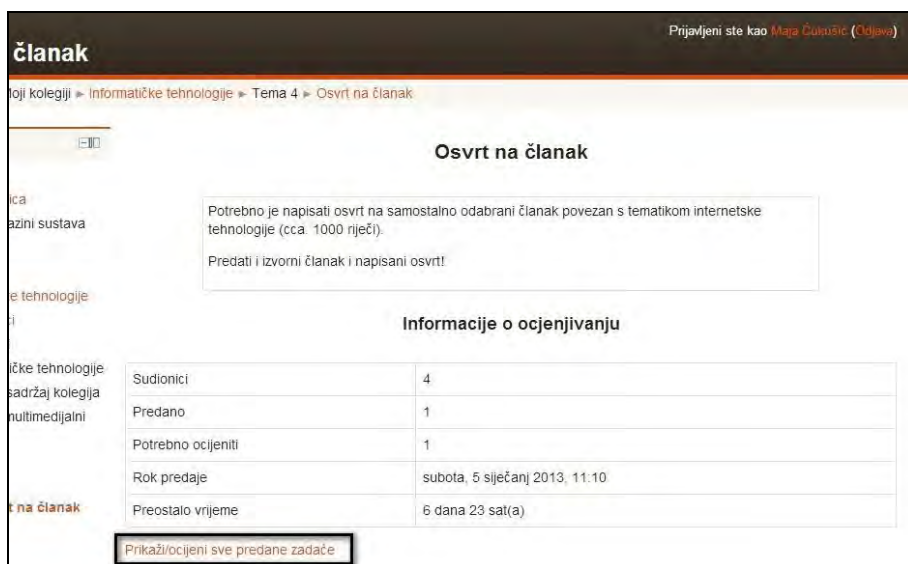 Prijavljeni ste kao Maja Ćukušić (Odjava)
članak
Moji kolegiji ► Informatičke tehnologije ► Tema 4 ► Osvrt na članak
Osvrt na članak
ica
azini sustava
Potrebno je napisati osvrt na samostalno odabrani članak povezan s tematikom internetske
tehnologije (cca. 1000 riječi).
Predati i izvorni članak i napisani osvrt!
e tehnologije
ci
Informacije o ocjenjivanju
ičke tehnologije
sadržaj kolegija
multimedijalni
Sudionici 4
Predano 1
Potrebno ocijeniti 1
Rok predaje subota, 5 siječanj 2013, 11:10
t na članak
Preostalo vrijeme 6 dana 23 sat(a)
Prikaži/ocijeni sve predane zadaće